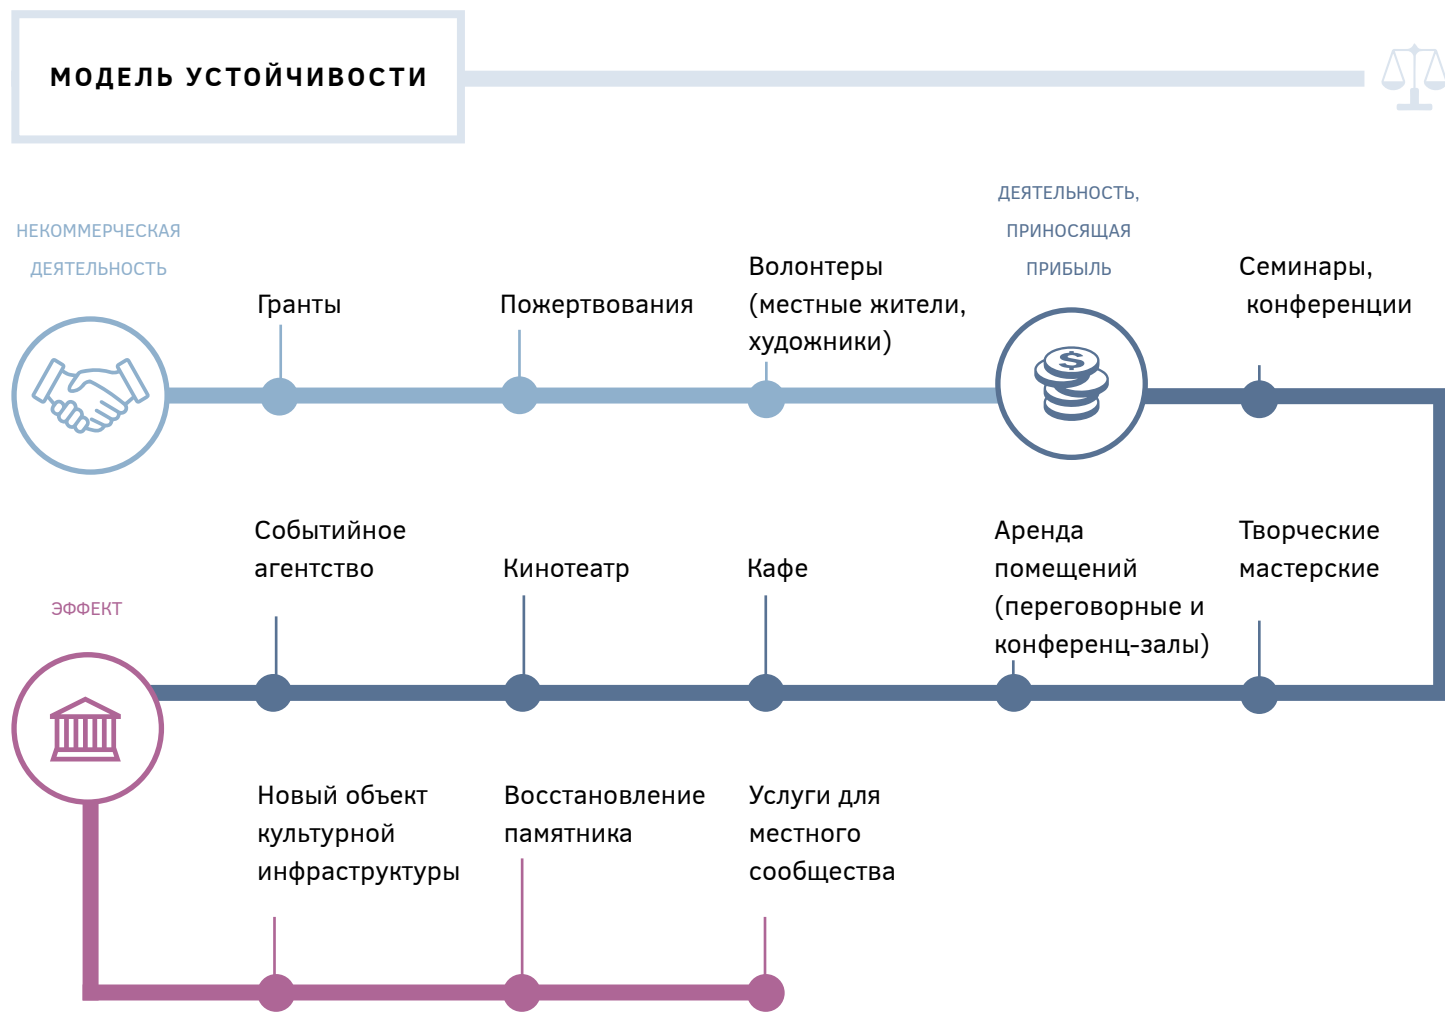 МОДЕЛЬ УСТОЙЧИВОСТИ
НЕКОММЕРЧЕСКАЯ
ДЕЯТЕЛЬНОСТЬ
Гранты
Пожертвования
Волонтеры
(местные жители,
художники)
ДЕЯТЕЛЬНОСТЬ,
ПРИНОСЯЩАЯ
ПРИБЫЛЬ
$
Семинары,
конференции
Событийное
агентство
Кинотеатр
Кафе
Аренда
помещений
(переговорные и
конференц-залы)
Творческие
мастерские
ЭФФЕКТ
Новый объект
культурной
инфраструктуры
Восстановление
памятника
Услуги для
местного
сообщества